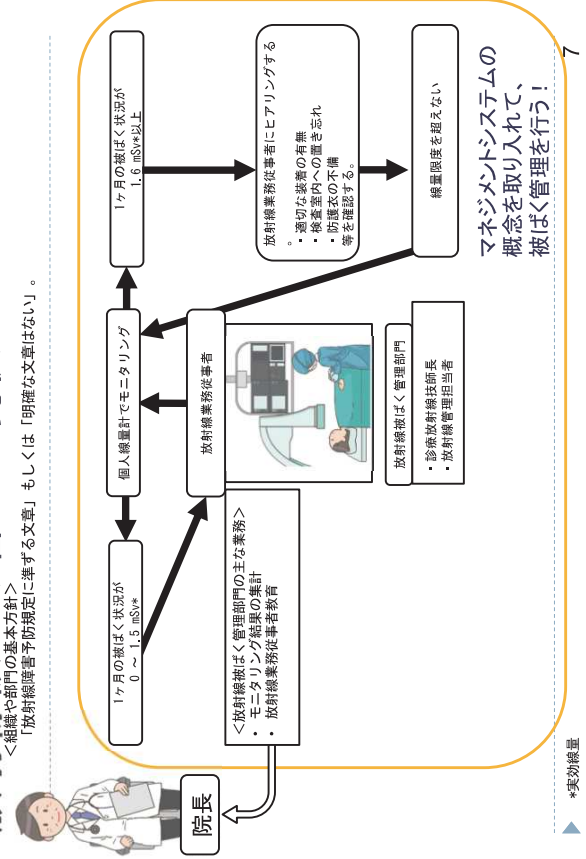 ＜組織や部門の基本方針＞
「放射線障害予防規定に準ずる文章」もしくは「明確な文章はない」。
院長
1ヶ月の被ばく状況が
0 ～ 1.5 mSv*
個人線量計でモニタリング
1ヶ月の被ばく状況が
1.6 mSv*以上
放射線業務従事者
放射線業務従事者にヒアリングする
。
・適切な装着の有無
・検査室内への置き忘れ
・防護衣の不備
等を確認する。
＜放射線被ばく管理部門の主な業務＞
・ モニタリング結果の集計
・ 放射線業務従事者教育
放射線被ばく管理部門
・診療放射線技師長
・放射線管理担当者
線量限度を超えない
マネジメントシステムの
概念を取り入れて、
被ばく管理を行う！
*実効線量
7